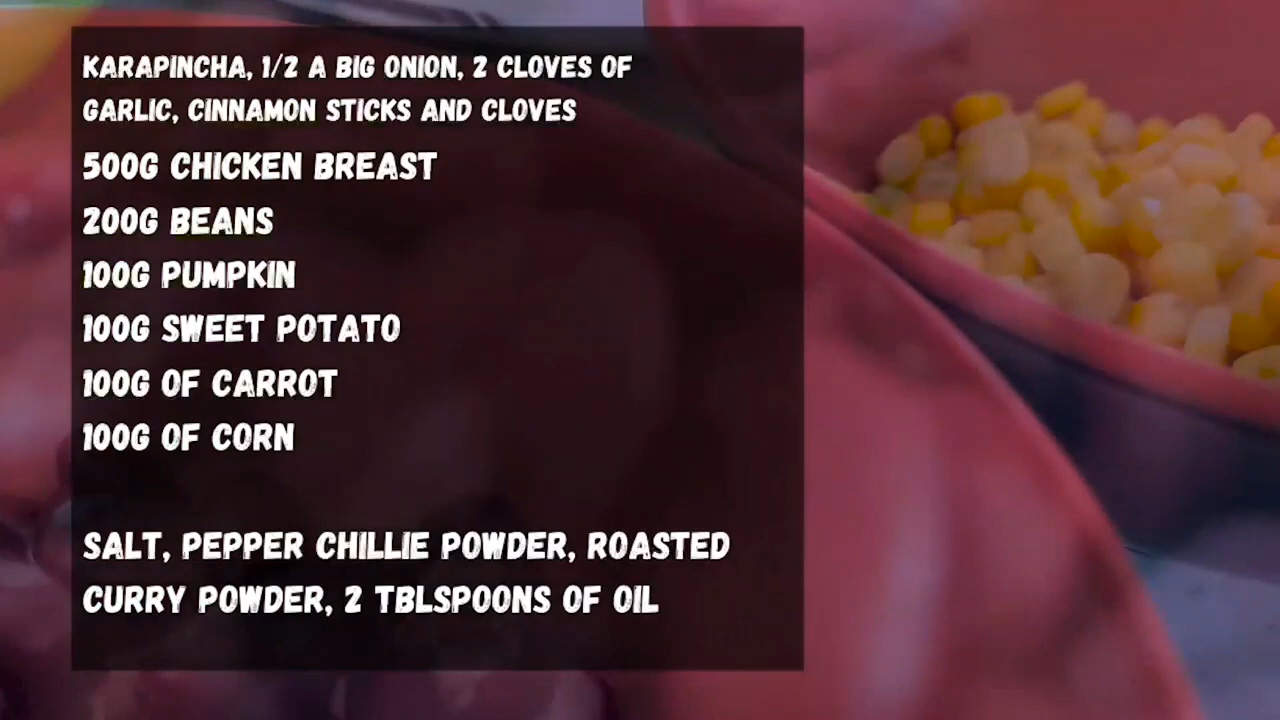 KARAPINCHA, 1/2 A BIG ONION, 2 CLOVES OF
GARLIC, CINNAMON STICKS AND CLOVES
500G CHICKEN BREAST
200G BEANS
100G PUMPKIN
100G SWEET POTATO
100G OF CARROT
100G OF CORN
SALT, PEPPER CHILLIE POWDER, ROASTED
CURRY POWDER, 2 TBLSPOONS OF OIL